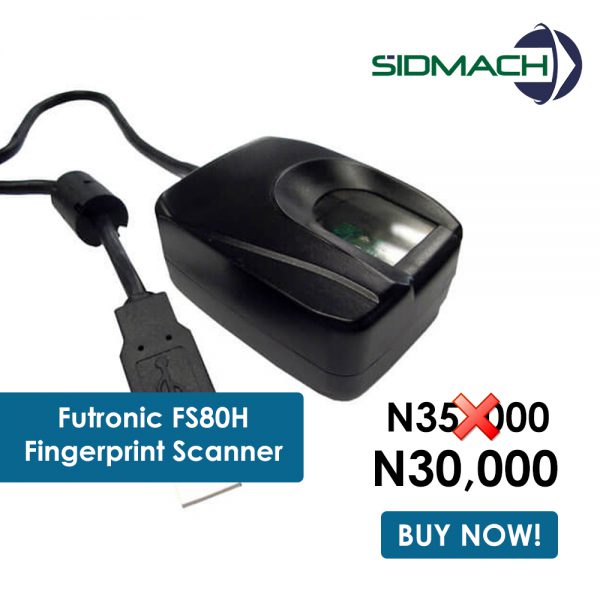 SIDMACH
Futronic FS80H
Fingerprint Scanner
N35,000
N30,000
BUY NOW!